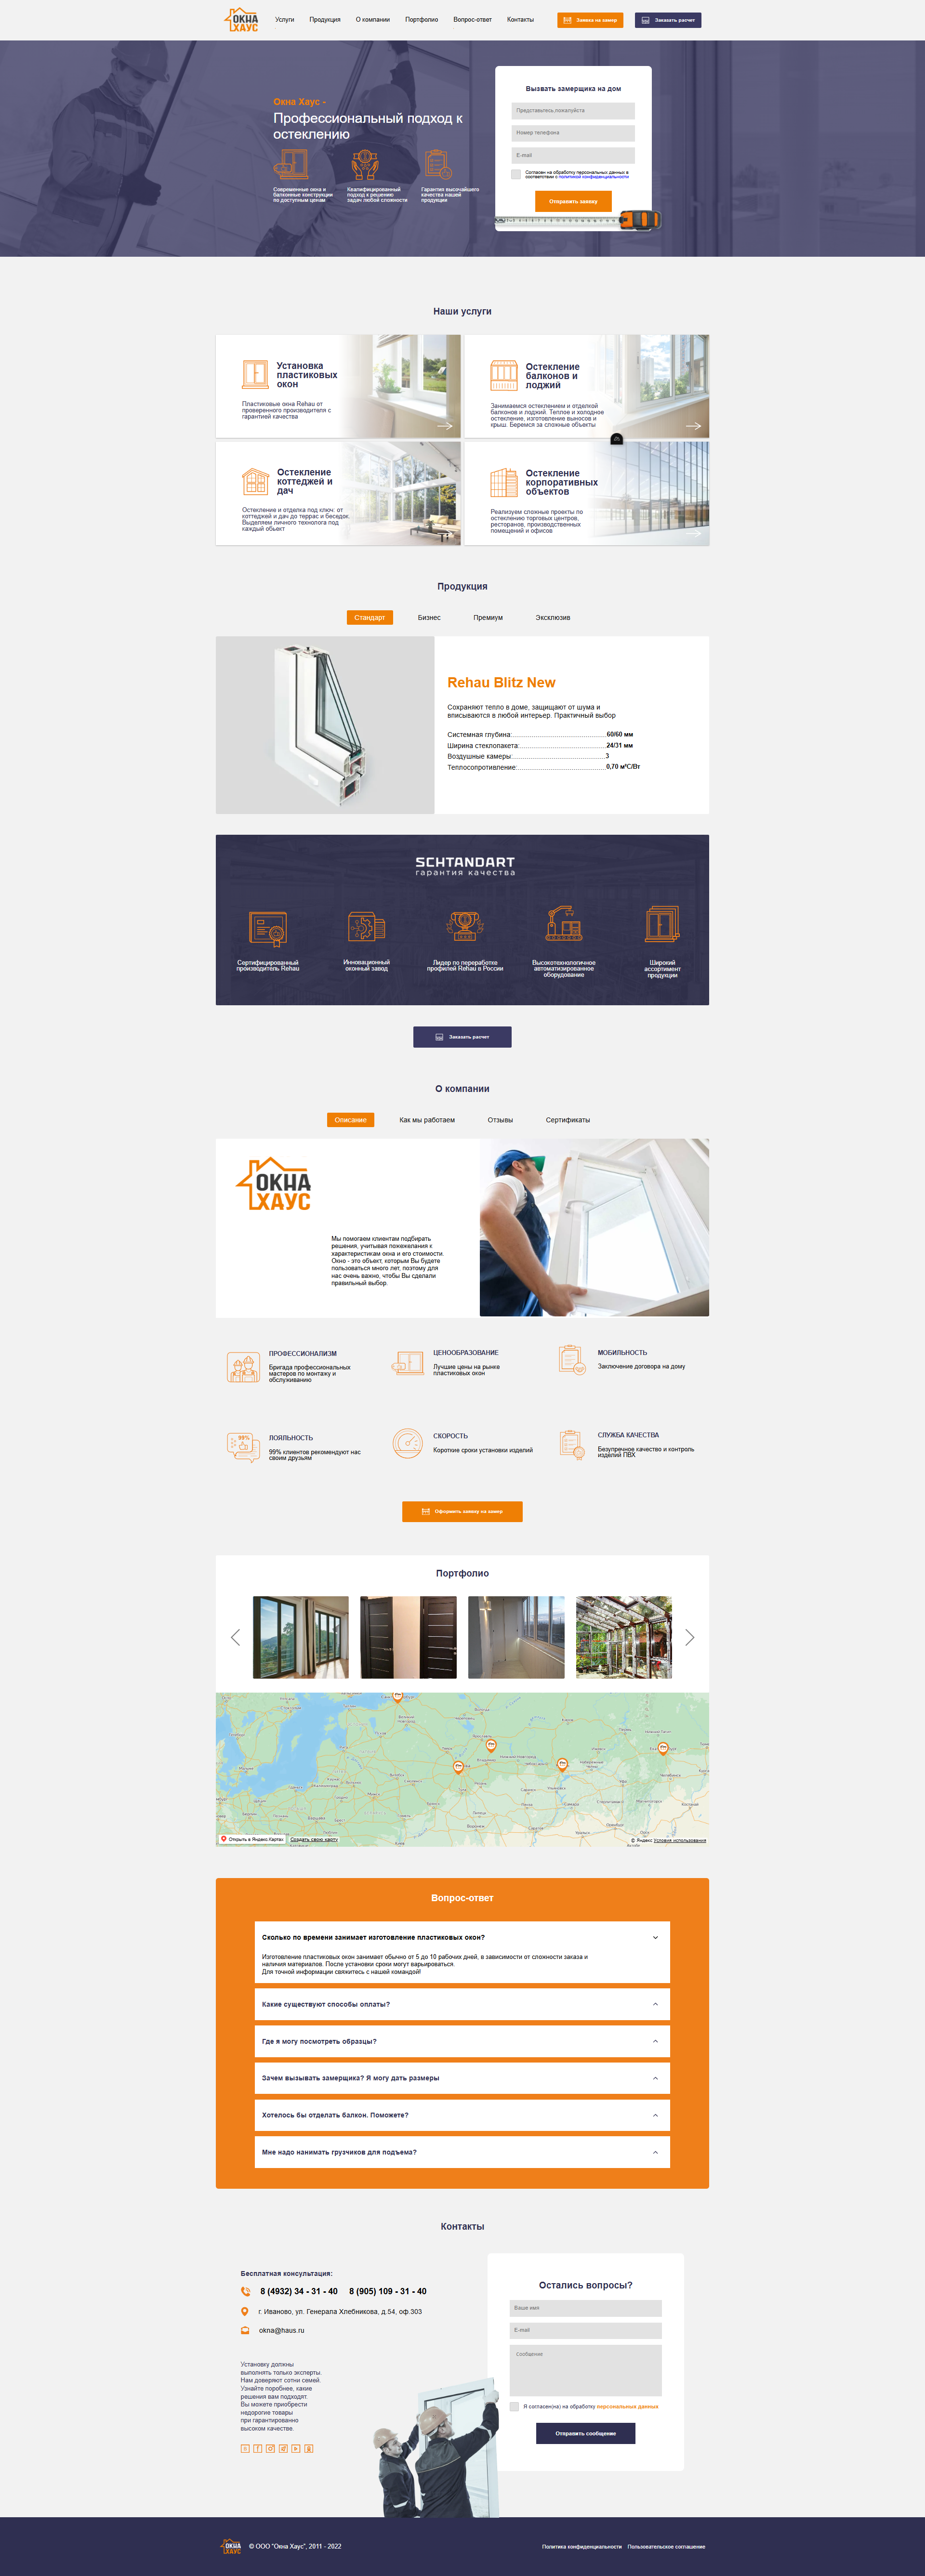 ОКНА
ХАУС
Услуги
Продукция
О компании
Портфолио
Вопрос-ответ
Контакты
Заявка на замер
Заказать расчет
Окна Хаус -
Профессиональный подход к
остеклению
Современные окна и
балконные конструкции
по доступным ценам
Квалифицированный
подход к решению
задач любой сложности
Гарантия высочайшего
качества нашей
продукции
Вызвать замерщика на дом
Представьтесь,пожалуйста
Номер телефона
E-mail
Согласен на обработку персональных данных в
соответствии с политикой конфиденциальности
Отправить заявку
Наши услуги
Установка
пластиковых
окон
Пластиковые окна Rehau от
проверенного производителя с
гарантией качества
Остекление
балконов и
лоджий
Занимаемся остеклением и отделкой
балконов и лоджий. Теплое и холодное
остекление, изготовление выносов и
крыш. Беремся за сложные объекты
Остекление
коттеджей и
дач
Остекление и отделка под ключ: от
коттеджей и дач до террас и беседок.
Выделяем личного технолога под
каждый объект
Остекление
корпоративных
объектов
Реализуем сложные проекты по
остеклению торговых центров,
ресторанов, производственных
помещений и офисов
Продукция
Стандарт
Бизнес
Премиум
Эксклюзив
Rehau Blitz New
Сохраняют тепло в доме, защищают от шума и
вписываются в любой интерьер. Практичный выбор
Системная глубина: 60/60 мм
Ширина стеклопакета: 24/31 мм
Воздушные камеры: 3
Теплосопротивление: 0,70 м²С/Вт
SCHTANDART
гарантия качества
Сертифицированный
производитель Rehau
Инновационный
оконный завод
Лидер по переработке
профилей Rehau в России
Высокотехнологичное
автоматизированное
оборудование
Широкий
ассортимент
продукции
Заказать расчет
О компании
Описание
Как мы работаем
Отзывы
Сертификаты
ОКНА
ХАУС
Мы помогаем клиентам подбирать
решения, учитывая пожежелания к
характеристикам окна и его стоимости.
Окно - это объект, которым Вы будете
пользоваться много лет, поэтому для
нас очень важно, чтобы Вы сделали
правильный выбор.
ПРОФЕССИОНАЛИЗМ
Бригада профессиональных
мастеров по монтажу и
обслуживанию
ЦЕНООБРАЗОВАНИЕ
Лучшие цены на рынке
пластиковых окон
МОБИЛЬНОСТЬ
Заключение договора на дому
99%
ЛОЯЛЬНОСТЬ
99% клиентов рекомендуют нас
своим друзьям
СКОРОСТЬ
Короткие сроки установки изделий
СЛУЖБА КАЧЕСТВА
Безупречное качество и контроль
изделий ПВХ
Оформить заявку на замер
Портфолио
Открыть в Яндекс.Картах
Создать свою карту
© Яндекс Условия использования
Вопрос-ответ
Сколько по времени занимает изготовление пластиковых окон?
Изготовление пластиковых окон занимает обычно от 5 до 10 рабочих дней, в зависимости от сложности заказа и
наличия материалов. После установки сроки могут варьироваться.
Для точной информации свяжитесь с нашей командой!
Какие существуют способы оплаты?
Где я могу посмотреть образцы?
Зачем вызывать замерщика? Я могу дать размеры
Хотелось бы отделать балкон. Поможете?
Мне надо нанимать грузчиков для подъема?
Контакты
Бесплатная консультация:
8 (4932) 34 - 31 - 40
8 (905) 109 - 31 - 40
г. Иваново, ул. Генерала Хлебникова, д.54, оф.303
okna@haus.ru
Установку должны
выполнять только эксперты.
Нам доверяют сотни семей.
Узнайте поробнее, какие
решения вам подходят.
Вы можете приобрести
недорогие товары
при гарантированно
высоком качестве.
Остались вопросы?
Ваше имя
E-mail
Сообщение
Я согласен(на) на обработку персональных данных
Отправить сообщение
ОКНА
ХАУС
© ООО "Окна Хаус", 2011 - 2022
Политика конфиденциальности
Пользовательское соглашение